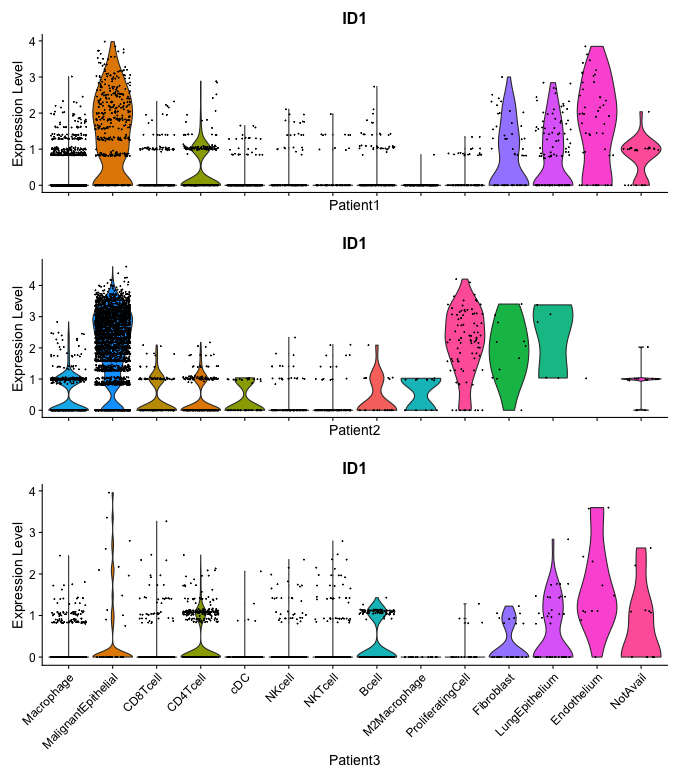 ID1
Expression Level
4
3
2
1
0
Patient1
ID1
Expression Level
4
3
2
1
0
Patient2
ID1
Expression Level
4
3
2
1
0
Macrophage
MalignantEpithelial
CD8Tcell
CD4Tcell
cDC
NKcell
NKTcell
Bcell
M2Macrophage
ProliferatingCell
Fibroblast
LungEpithelium
Endothelium
NotAvail
Patient3